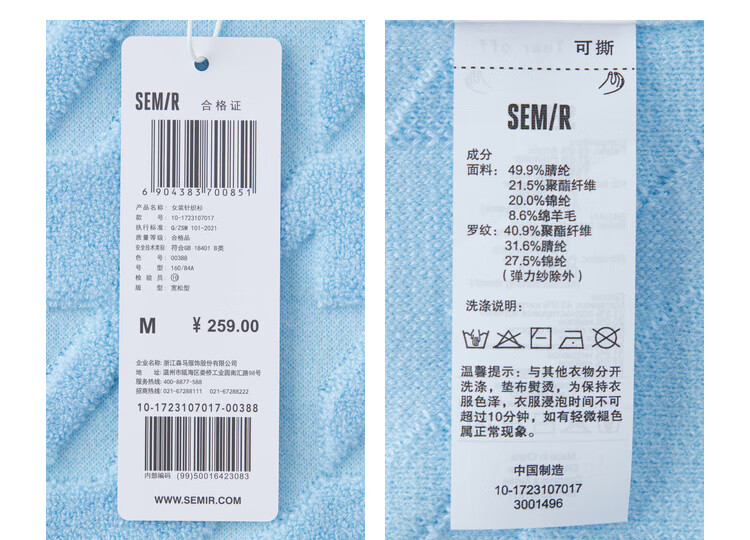 SEM/R 合格证
6 904383 700851
产品名称: 女装针织衫
款 号: 10-1723107017
执行标准: Q/ZSM 101-2021
质量等级: 合格品
安全技术类别: 符合GB 18401 B类
色 号: 00388
号 型: 160/84A
检 验 员:
版 型: 宽松型
M ¥ 259.00
企业名称: 浙江森马服饰股份有限公司
地 址: 温州市瓯海区娄桥工业园南汇路98号
服务热线: 400-8877-588
招商热线: 021-67288111 021-67288222
10-1723107017-00388
内部编码 (99)50016423083
WWW.SEMIR.COM
可撕
SEM/R
成分
面料: 49.9%腈纶
21.5%聚酯纤维
20.0%锦纶
8.6%绵羊毛
罗纹: 40.9%聚酯纤维
31.6%腈纶
27.5%锦纶
(弹力纱除外)
洗涤说明:
温馨提示: 与其他衣物分开
洗涤, 垫布熨烫, 为保持衣
服色泽, 衣服浸泡时间不可
超过10分钟, 如有轻微褪色
属正常现象。
中国制造
10-1723107017
3001496